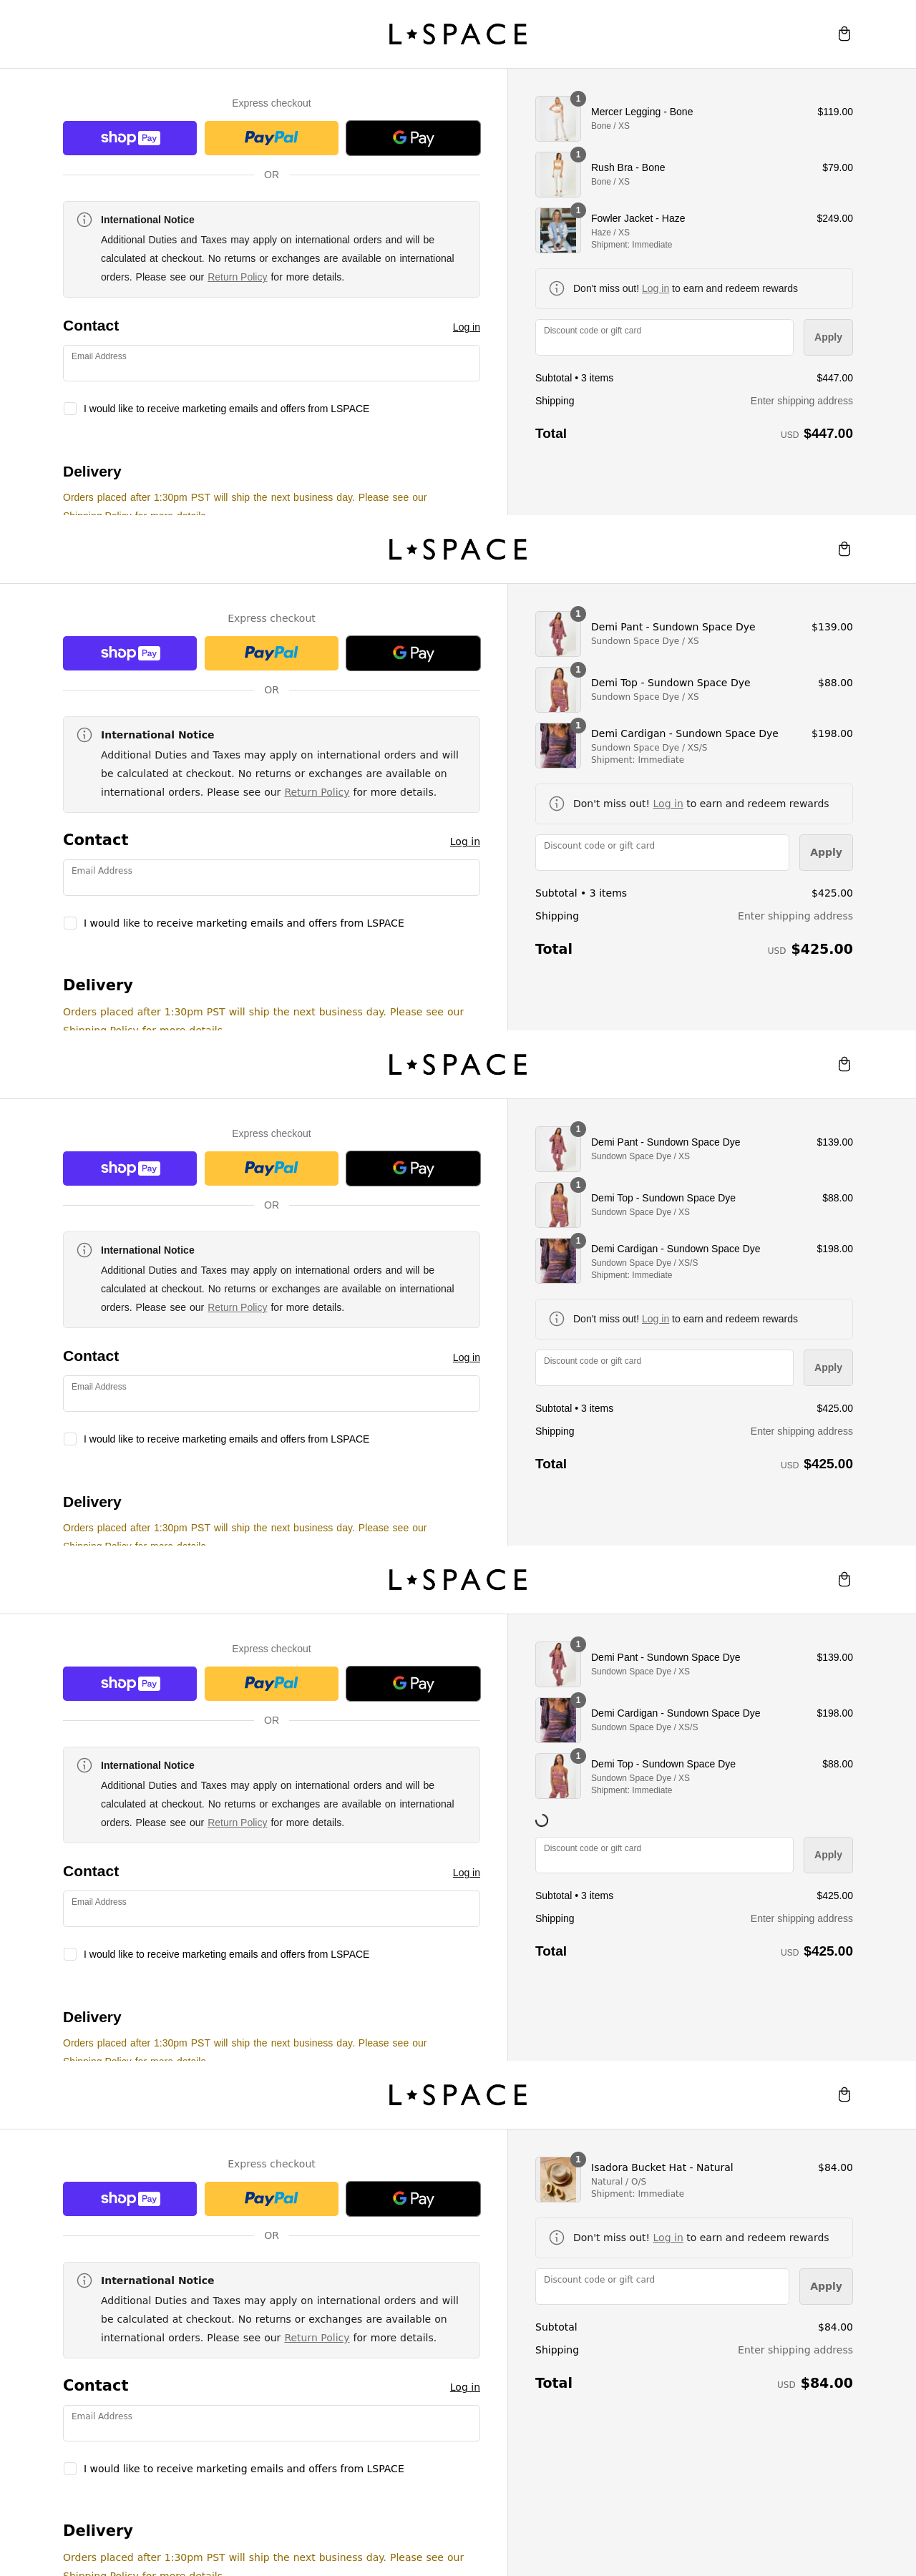 L★SPACE
Express checkout
shop Pay
PayPal
G Pay
OR
International Notice
Additional Duties and Taxes may apply on international orders and will be
calculated at checkout. No returns or exchanges are available on international
orders. Please see our Return Policy for more details.
Contact
Log in
Email Address
I would like to receive marketing emails and offers from LSPACE
Delivery
Orders placed after 1:30pm PST will ship the next business day. Please see our
Shipping Policy for more details.
1
Mercer Legging - Bone
$119.00
Bone / XS
1
Rush Bra - Bone
$79.00
Bone / XS
1
Fowler Jacket - Haze
$249.00
Haze / XS
Shipment: Immediate
Don't miss out! Log in to earn and redeem rewards
Discount code or gift card
Apply
Subtotal • 3 items
$447.00
Shipping
Enter shipping address
Total
USD $447.00
L★SPACE
Express checkout
shop Pay
PayPal
G Pay
OR
International Notice
Additional Duties and Taxes may apply on international orders and will
be calculated at checkout. No returns or exchanges are available on
international orders. Please see our Return Policy for more details.
Contact
Log in
Email Address
I would like to receive marketing emails and offers from LSPACE
Delivery
Orders placed after 1:30pm PST will ship the next business day. Please see our
Shipping Policy for more details.
1
Demi Pant - Sundown Space Dye
$139.00
Sundown Space Dye / XS
1
Demi Top - Sundown Space Dye
$88.00
Sundown Space Dye / XS
1
Demi Cardigan - Sundown Space Dye
$198.00
Sundown Space Dye / XS/S
Shipment: Immediate
Don't miss out! Log in to earn and redeem rewards
Discount code or gift card
Apply
Subtotal • 3 items
$425.00
Shipping
Enter shipping address
Total
USD $425.00
L★SPACE
Express checkout
shop Pay
PayPal
G Pay
OR
International Notice
Additional Duties and Taxes may apply on international orders and will be
calculated at checkout. No returns or exchanges are available on international
orders. Please see our Return Policy for more details.
Contact
Log in
Email Address
I would like to receive marketing emails and offers from LSPACE
Delivery
Orders placed after 1:30pm PST will ship the next business day. Please see our
Shipping Policy for more details.
1
Demi Pant - Sundown Space Dye
$139.00
Sundown Space Dye / XS
1
Demi Top - Sundown Space Dye
$88.00
Sundown Space Dye / XS
1
Demi Cardigan - Sundown Space Dye
$198.00
Sundown Space Dye / XS/S
Shipment: Immediate
Don't miss out! Log in to earn and redeem rewards
Discount code or gift card
Apply
Subtotal • 3 items
$425.00
Shipping
Enter shipping address
Total
USD $425.00
L★SPACE
Express checkout
shop Pay
PayPal
G Pay
OR
International Notice
Additional Duties and Taxes may apply on international orders and will be
calculated at checkout. No returns or exchanges are available on international
orders. Please see our Return Policy for more details.
Contact
Log in
Email Address
I would like to receive marketing emails and offers from LSPACE
Delivery
Orders placed after 1:30pm PST will ship the next business day. Please see our
Shipping Policy for more details.
1
Demi Pant - Sundown Space Dye
$139.00
Sundown Space Dye / XS
1
Demi Cardigan - Sundown Space Dye
$198.00
Sundown Space Dye / XS/S
1
Demi Top - Sundown Space Dye
$88.00
Sundown Space Dye / XS
Shipment: Immediate
Discount code or gift card
Apply
Subtotal • 3 items
$425.00
Shipping
Enter shipping address
Total
USD $425.00
L★SPACE
Express checkout
shop Pay
PayPal
G Pay
OR
International Notice
Additional Duties and Taxes may apply on international orders and will
be calculated at checkout. No returns or exchanges are available on
international orders. Please see our Return Policy for more details.
Contact
Log in
Email Address
I would like to receive marketing emails and offers from LSPACE
Delivery
Orders placed after 1:30pm PST will ship the next business day. Please see our
Shipping Policy for more details.
1
Isadora Bucket Hat - Natural
$84.00
Natural / O/S
Shipment: Immediate
Don't miss out! Log in to earn and redeem rewards
Discount code or gift card
Apply
Subtotal
$84.00
Shipping
Enter shipping address
Total
USD $84.00